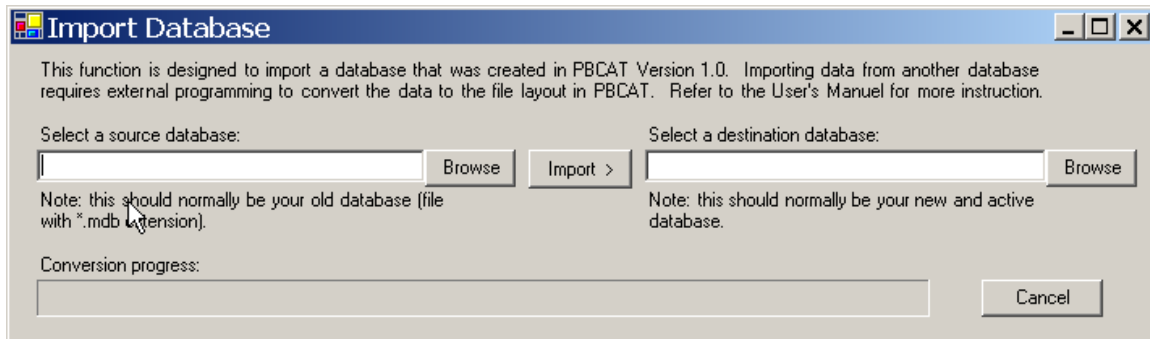 Import Database
This function is designed to import a database that was created in PBCAT Version 1.0. Importing data from another database
requires external programming to convert the data to the file layout in PBCAT. Refer to the User's Manuel for more instruction.
Select a source database:
Select a destination database:
Browse
Import >
Browse
Note: this should normally be your old database (file
with *.mdb extension).
Note: this should normally be your new and active
database.
Conversion progress:
Cancel